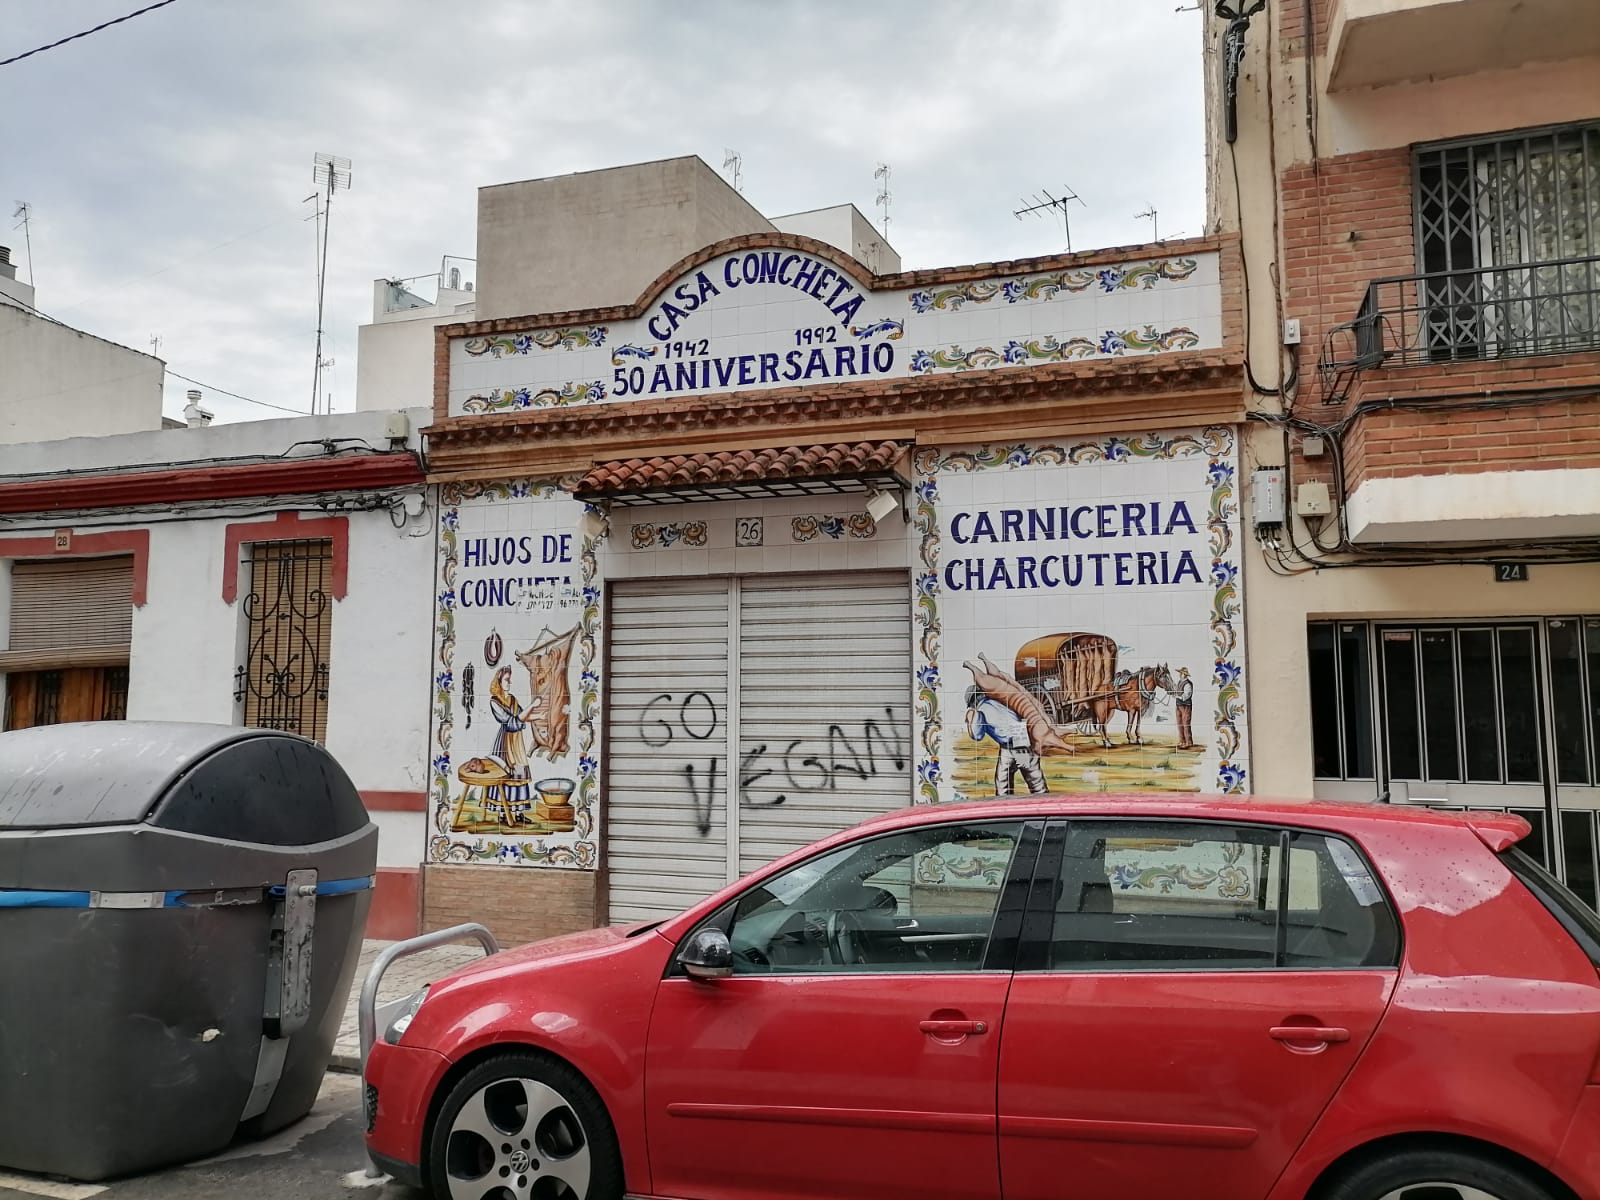 CASA CONCHETA
1942 1992
50 ANIVERSARIO
HIJOS DE
CONCHETA
26
CARNICERIA
CHARCUTERIA
GO
VEGAN
28
24